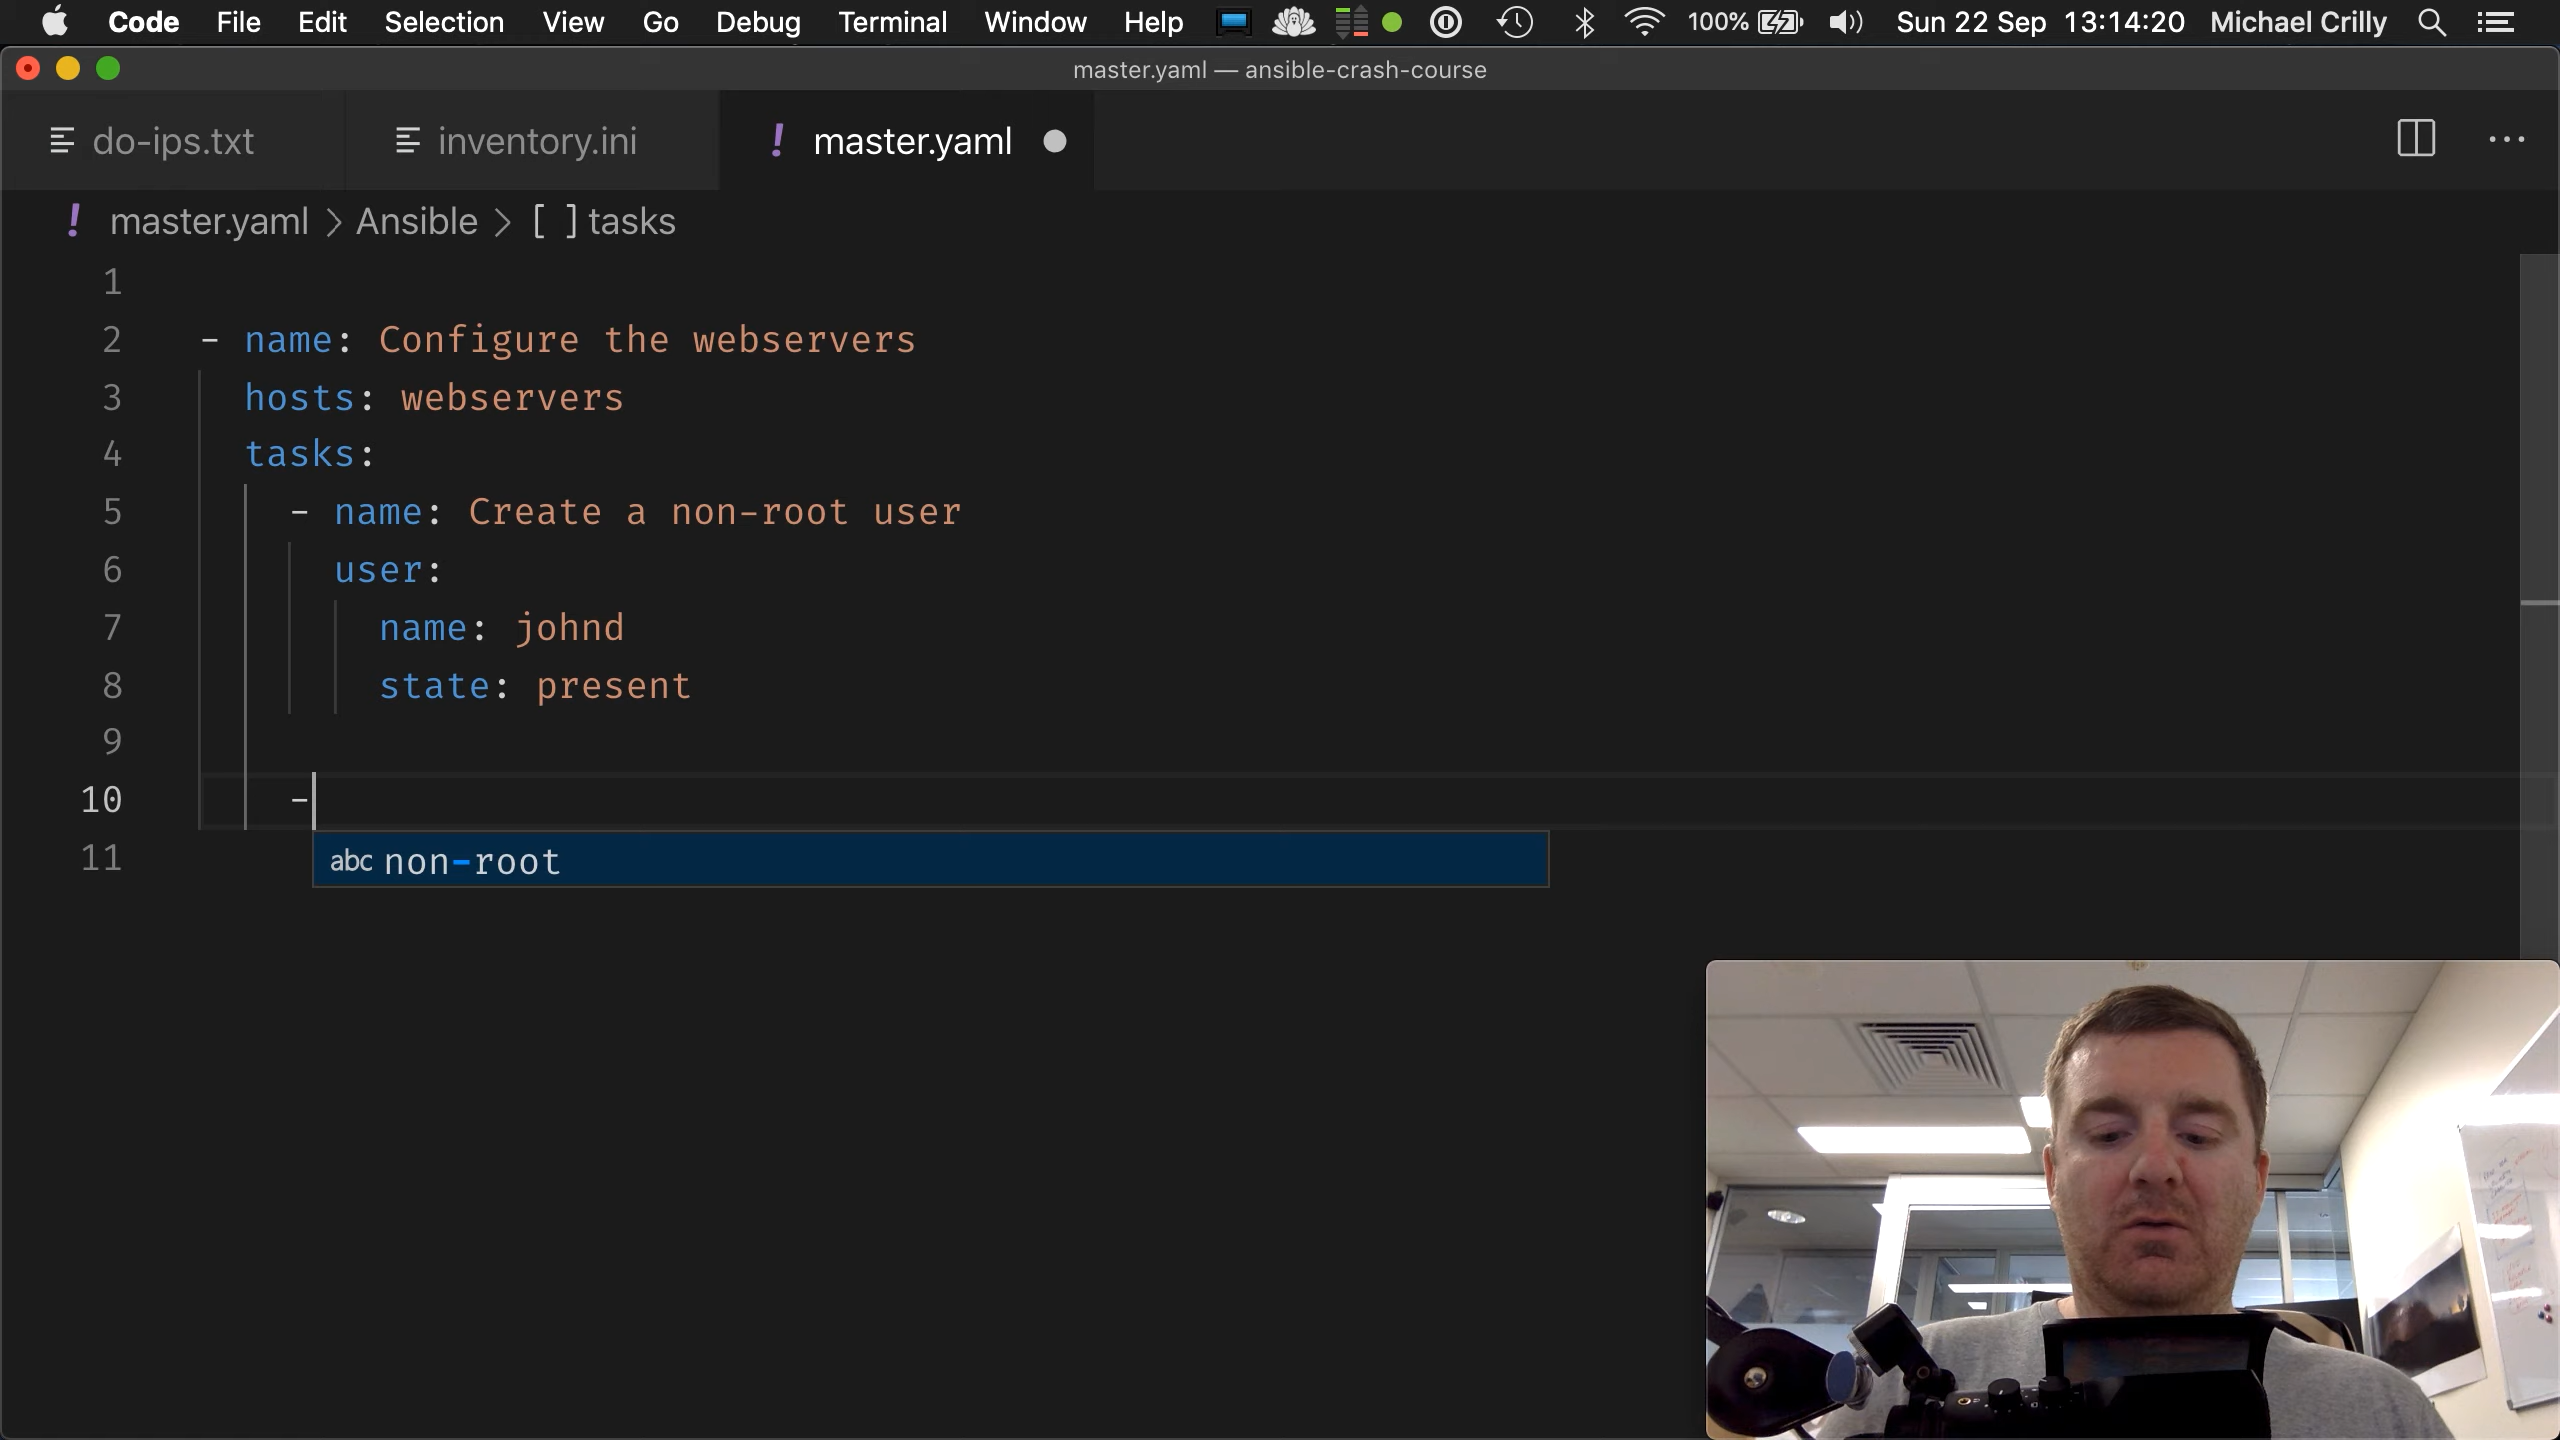 Code File Edit Selection View Go Debug Terminal Window Help 100% Sun 22 Sep 13:14:20 Michael Crilly
master.yaml — ansible-crash-course
do-ips.txt inventory.ini ! master.yaml
! master.yaml > Ansible > [ ] tasks
1
2 - name: Configure the webservers
3 hosts: webservers
4 tasks:
5 - name: Create a non-root user
6 user:
7 name: johnd
8 state: present
9
10 -
abc non-root
11